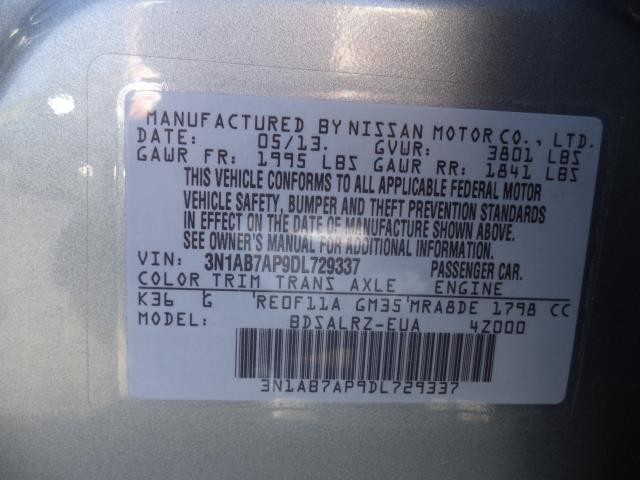 MANUFACTURED BY NISSAN MOTOR CO., LTD.
DATE: 05/13. GVWR: 3801 LBS
GAWR FR: 1995 LBS GAWR RR: 1841 LBS
THIS VEHICLE CONFORMS TO ALL APPLICABLE FEDERAL MOTOR
VEHICLE SAFETY, BUMPER AND THEFT PREVENTION STANDARDS
IN EFFECT ON THE DATE OF MANUFACTURE SHOWN ABOVE.
SEE OWNER'S MANUAL FOR ADDITIONAL INFORMATION.
VIN: 3N1AB7AP9DL729337 PASSENGER CAR.
COLOR TRIM TRANS AXLE ENGINE
K36 G RE0F11A GM35 MRA8DE 1798 CC
MODEL: BDSALRZ-EUA 4Z000
3N1AB7AP9DL729337